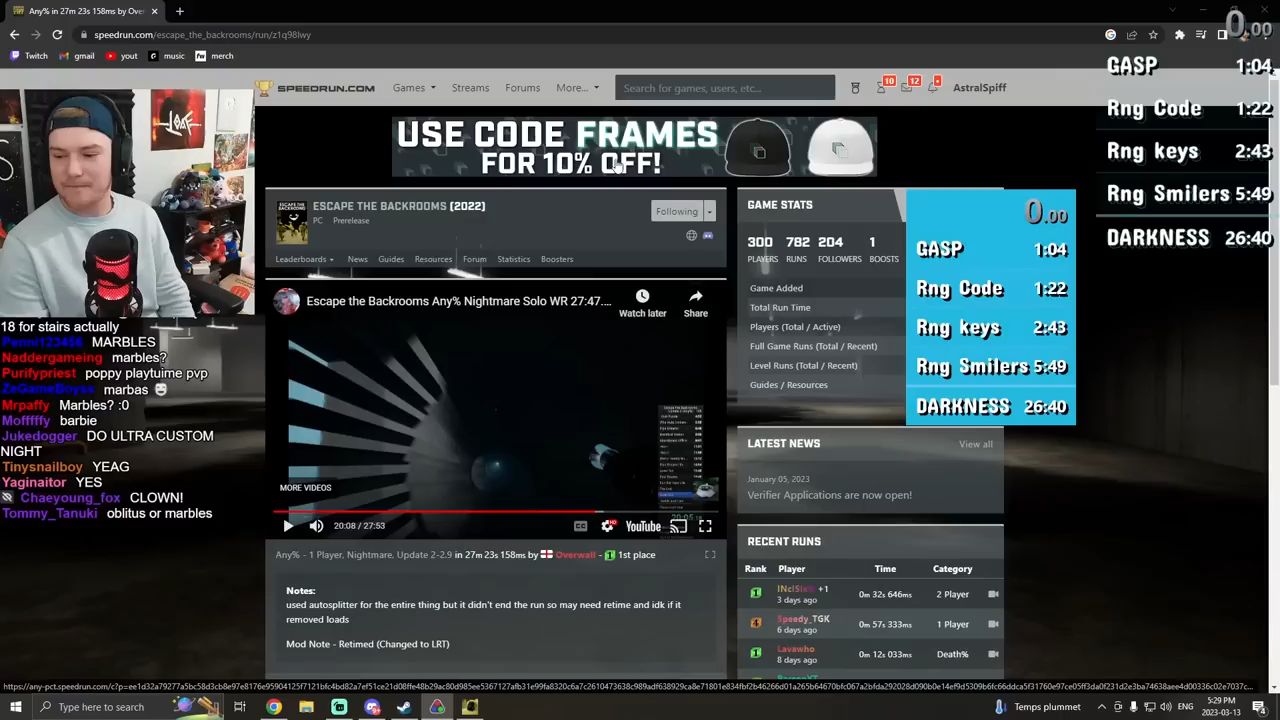 Any% in 27m 23s 158ms by Over
speedrun.com/escape_the_backrooms/run/z1q98lwy
Twitch
gmail
yout
music
merch
SPEEDRUN.COM
Games
Streams
Forums
More...
Search for games, users, etc...
10
12
AstralSpiff
USE CODE FRAMES
FOR 10% OFF!
0.00
GASP 1:04
Rng Code 1:22
Rng keys 2:43
Rng Smilers 5:49
DARKNESS 26:40
ESCAPE THE BACKROOMS (2022)
PC Prerelease
Following
Leaderboards
News
Guides
Resources
Forum
Statistics
Boosters
GAME STATS
300 782 204 1
PLAYERS RUNS FOLLOWERS BOOSTS
Game Added
Total Run Time
Players (Total / Active)
Full Game Runs (Total / Recent)
Level Runs (Total / Recent)
Guides / Resources
0.00
GASP 1:04
Rng Code 1:22
Rng keys 2:43
Rng Smilers 5:49
DARKNESS 26:40
Escape the Backrooms Any% Nightmare Solo WR 27:47....
Watch later
Share
MORE VIDEOS
20:08 / 27:53
CC
HD
YouTube
18 for stairs actually
Penni123456 MARBLES
Naddergameing marbles?
Purifypriest poppy playtuime pvp
ZeGameBoyss marbas
Mrpaffy Marbles? :0
Mofffffy barbie
Jukedogger DO ULTRA CUSTOM
NIGHT
Tinysnailboy YEAG
Yaginaitor YES
Chaeyoung_fox CLOWN!
Tommy_Tanuki oblitus or marbles
LATEST NEWS
View all
January 05, 2023
Verifier Applications are now open!
Any% - 1 Player, Nightmare, Update 2-2.9 in 27m 23s 158ms by Overwall - 1st place
Notes:
used autosplitter for the entire thing but it didn't end the run so may need retime and idk if it
removed loads
Mod Note - Retimed (Changed to LRT)
RECENT RUNS
Rank Player Time Category
+1
3 days ago
0m 32s 646ms 2 Player
Speedy_TGK
6 days ago
0m 57s 333ms 1 Player
Lavawho
8 days ago
0m 12s 033ms Death%
Type here to search
Temps plummet
5:29 PM
2023-03-13